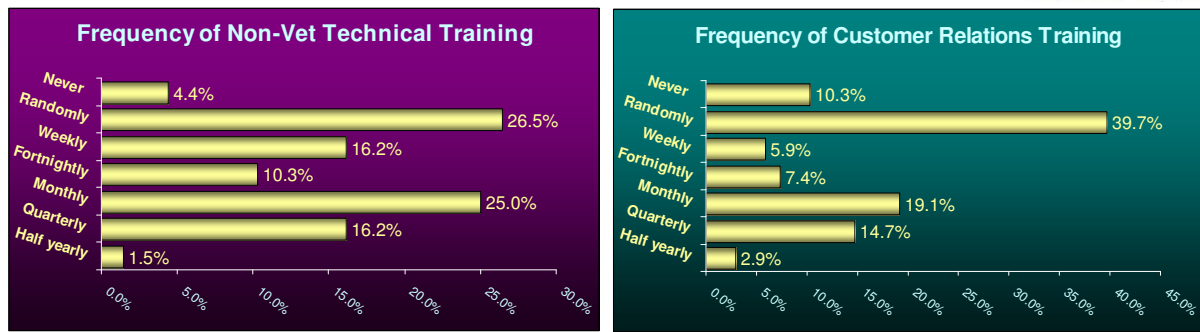 Frequency of Non-Vet Technical Training
Never
4.4%
Randomly
26.5%
Weekly
16.2%
Fortnightly
10.3%
Monthly
25.0%
Quarterly
16.2%
Half yearly
1.5%
0.0% 5.0% 10.0% 15.0% 20.0% 25.0% 30.0%
Frequency of Customer Relations Training
Never
10.3%
Randomly
39.7%
Weekly
5.9%
Fortnightly
7.4%
Monthly
19.1%
Quarterly
14.7%
Half yearly
2.9%
0.0% 5.0% 10.0% 15.0% 20.0% 25.0% 30.0% 35.0% 40.0% 45.0%